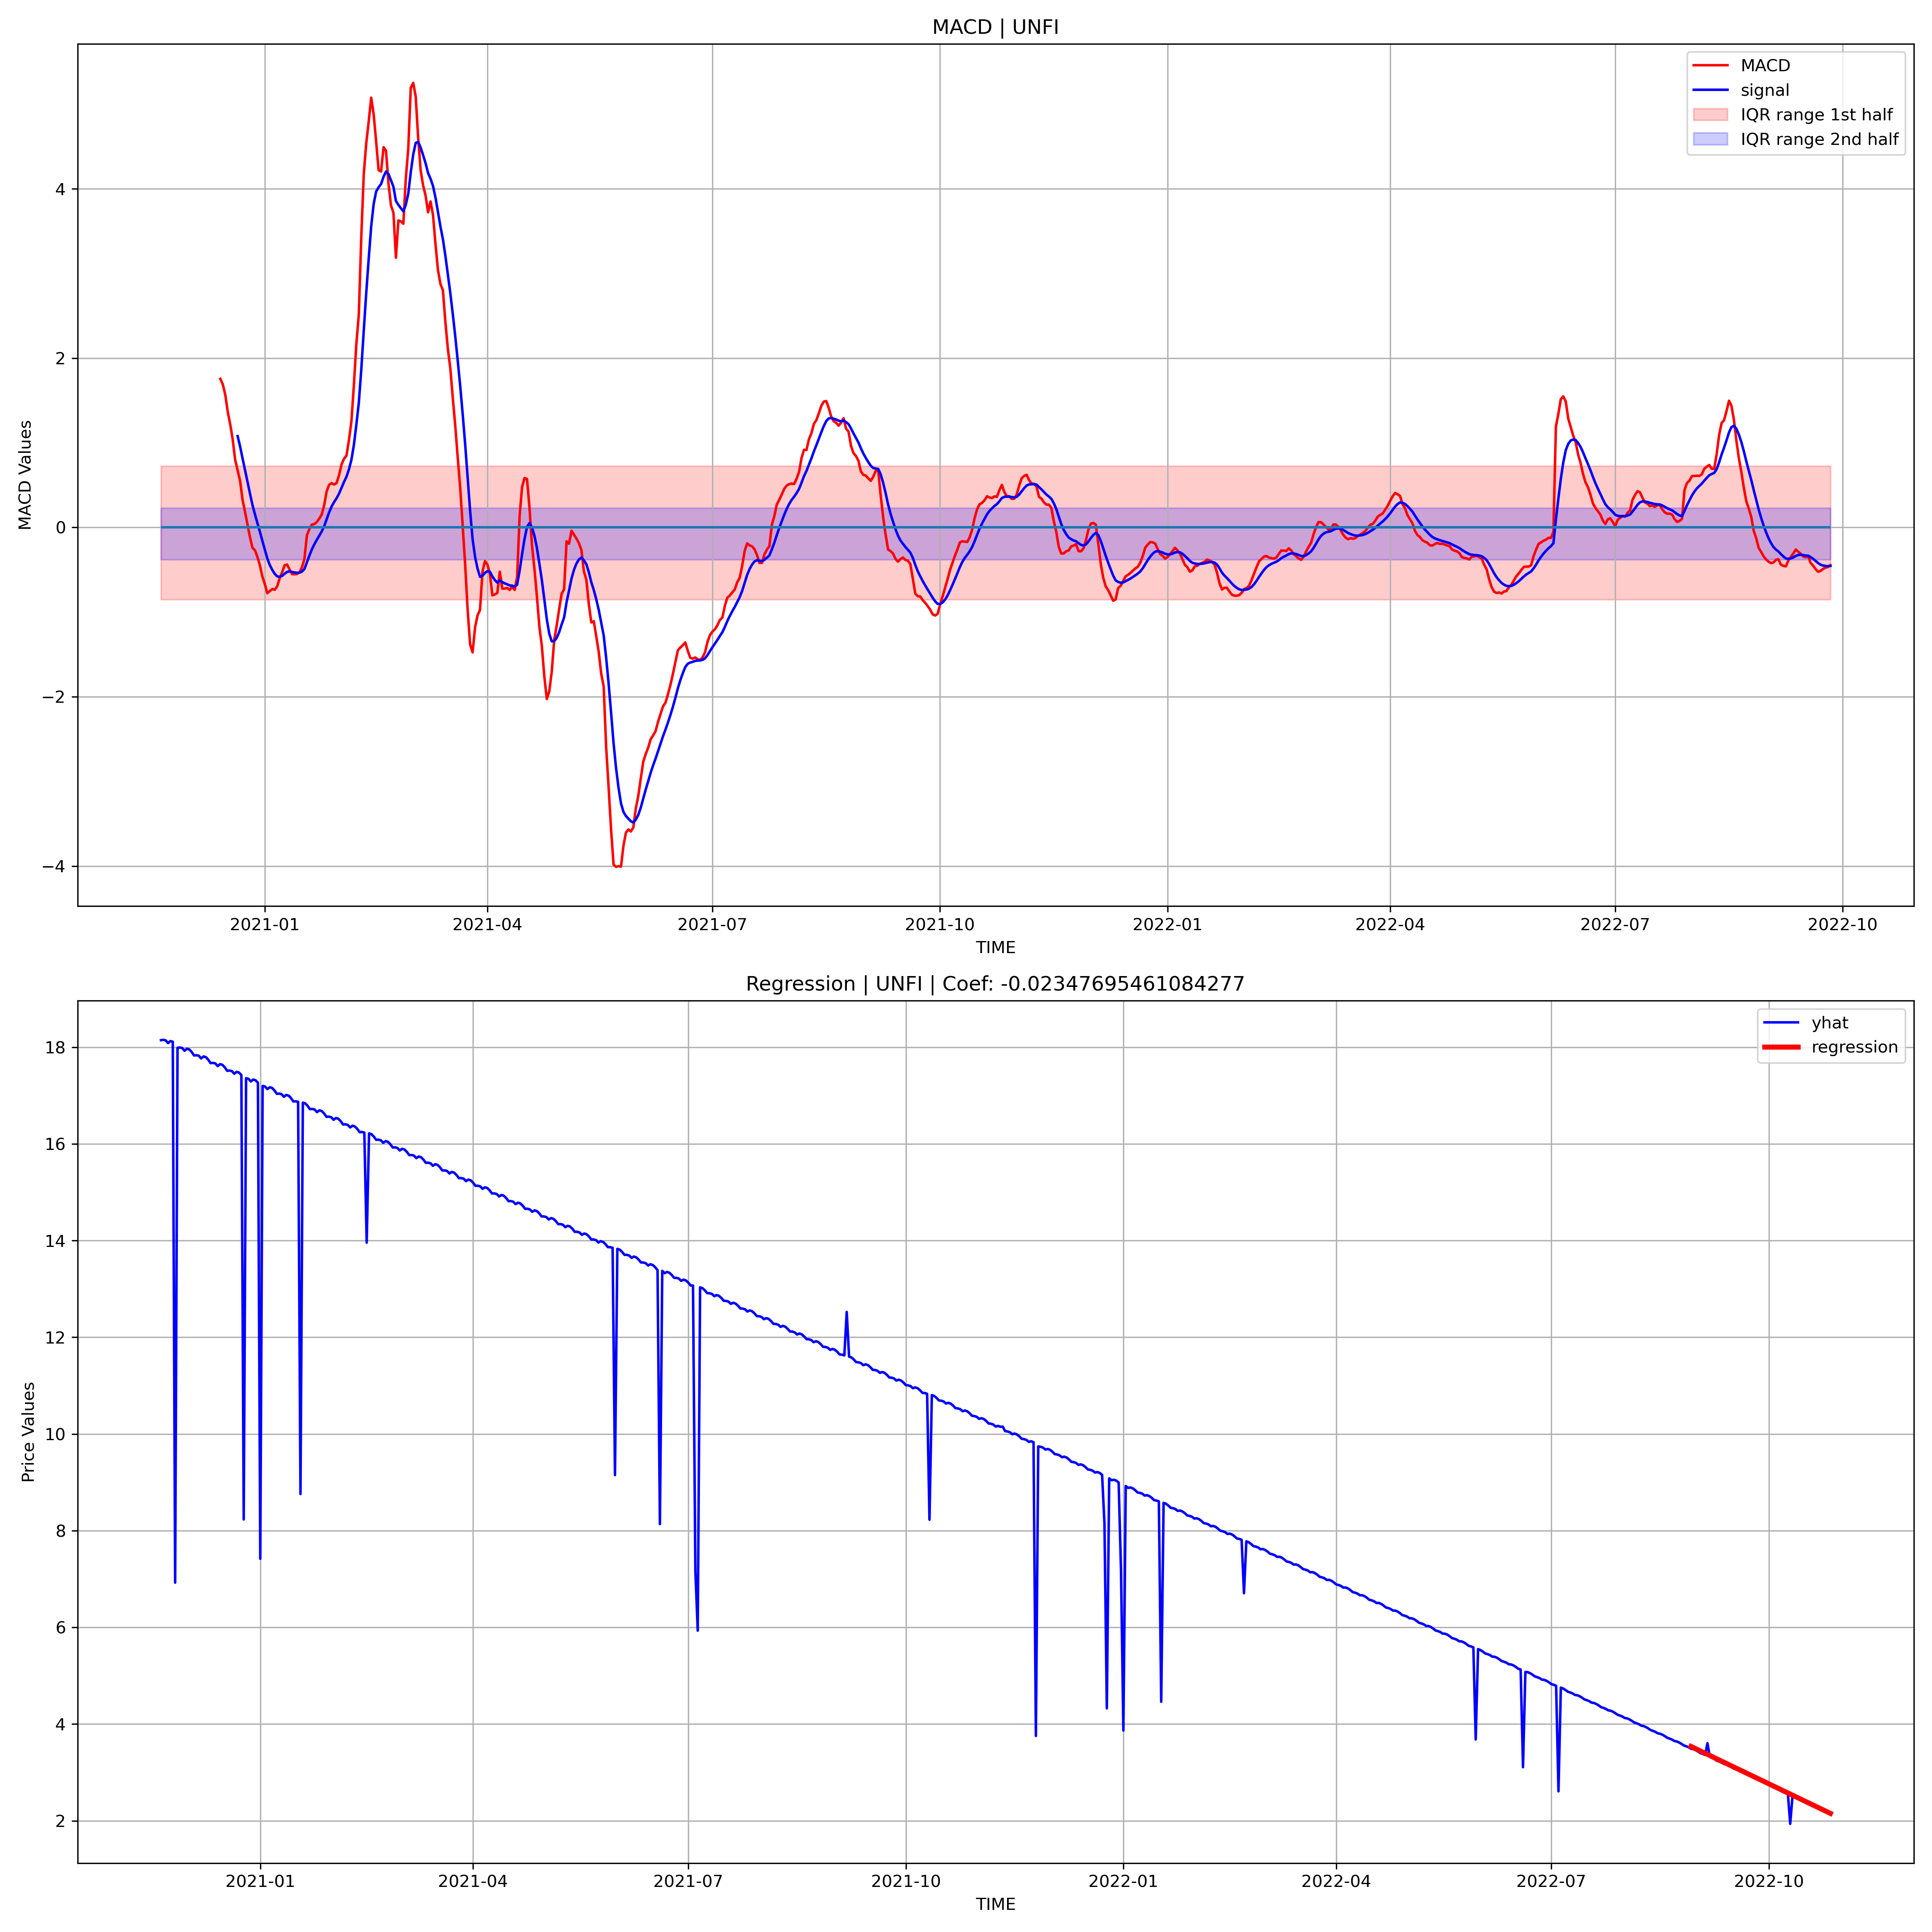 MACD | UNFI
MACD
signal
IQR range 1st half
IQR range 2nd half
MACD Values
4
2
0
−2
−4
2021-01 2021-04 2021-07 2021-10 2022-01 2022-04 2022-07 2022-10
TIME
Regression | UNFI | Coef: -0.02347695461084277
yhat
regression
Price Values
18
16
14
12
10
8
6
4
2
2021-01 2021-04 2021-07 2021-10 2022-01 2022-04 2022-07 2022-10
TIME